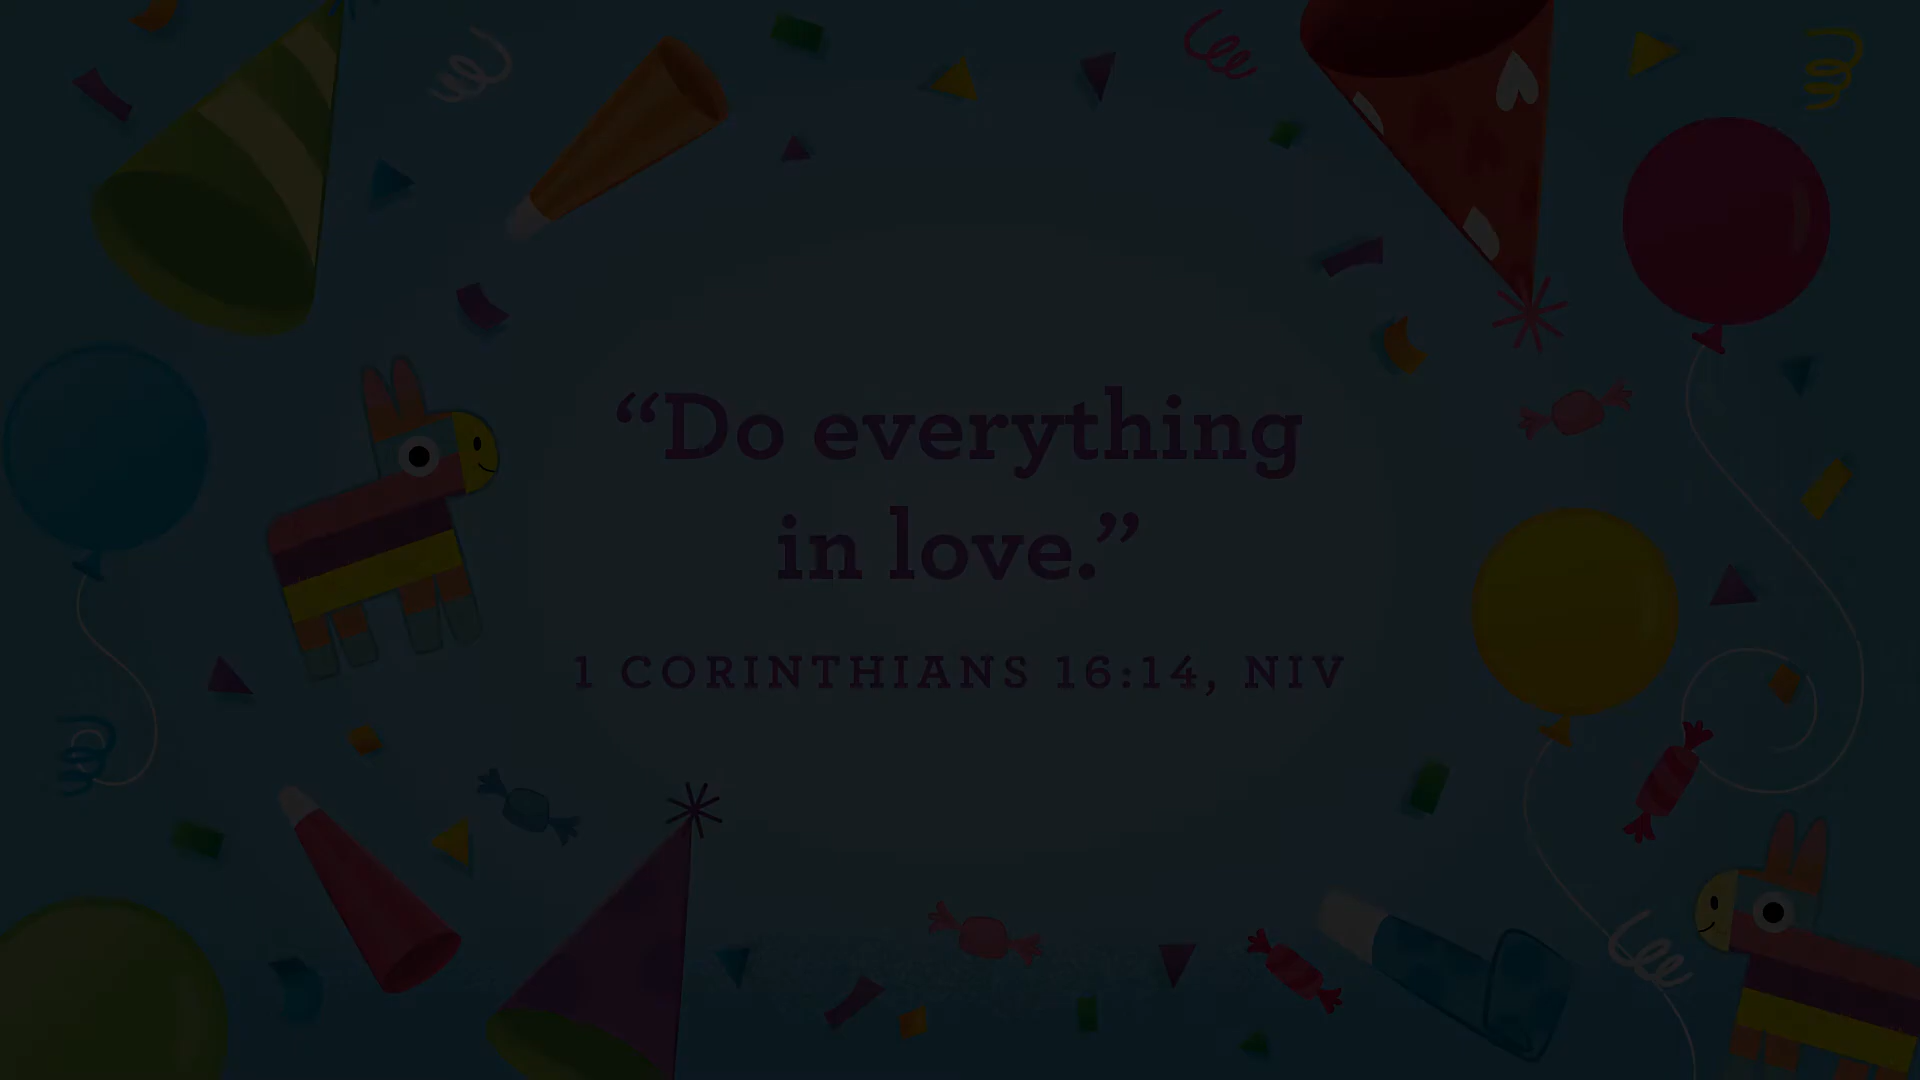 “Do everything
in love.”
1 CORINTHIANS 16:14, NIV